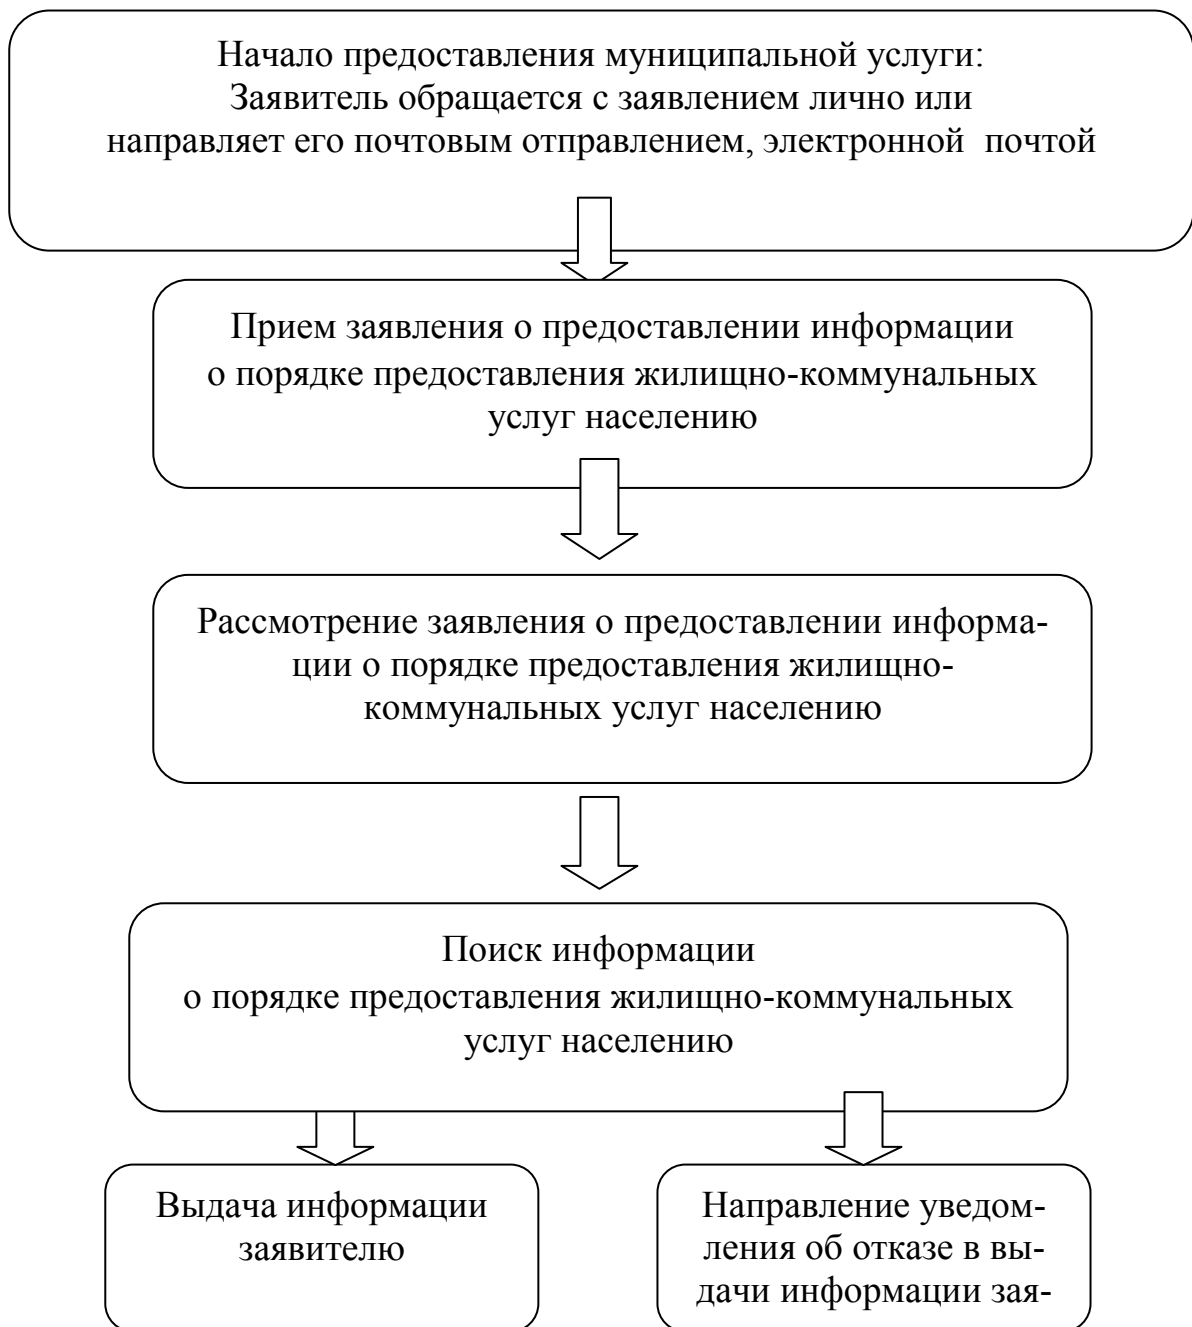 Начало предоставления муниципальной услуги:
Заявитель обращается с заявлением лично или
направляет его почтовым отправлением, электронной почтой
Прием заявления о предоставлении информации
о порядке предоставления жилищно-коммунальных
услуг населению
Рассмотрение заявления о предоставлении информа-
ции о порядке предоставления жилищно-
коммунальных услуг населению
Поиск информации
о порядке предоставления жилищно-коммунальных
услуг населению
Выдача информации
заявителю
Направление уведом-
ления об отказе в вы-
дачи информации зая-